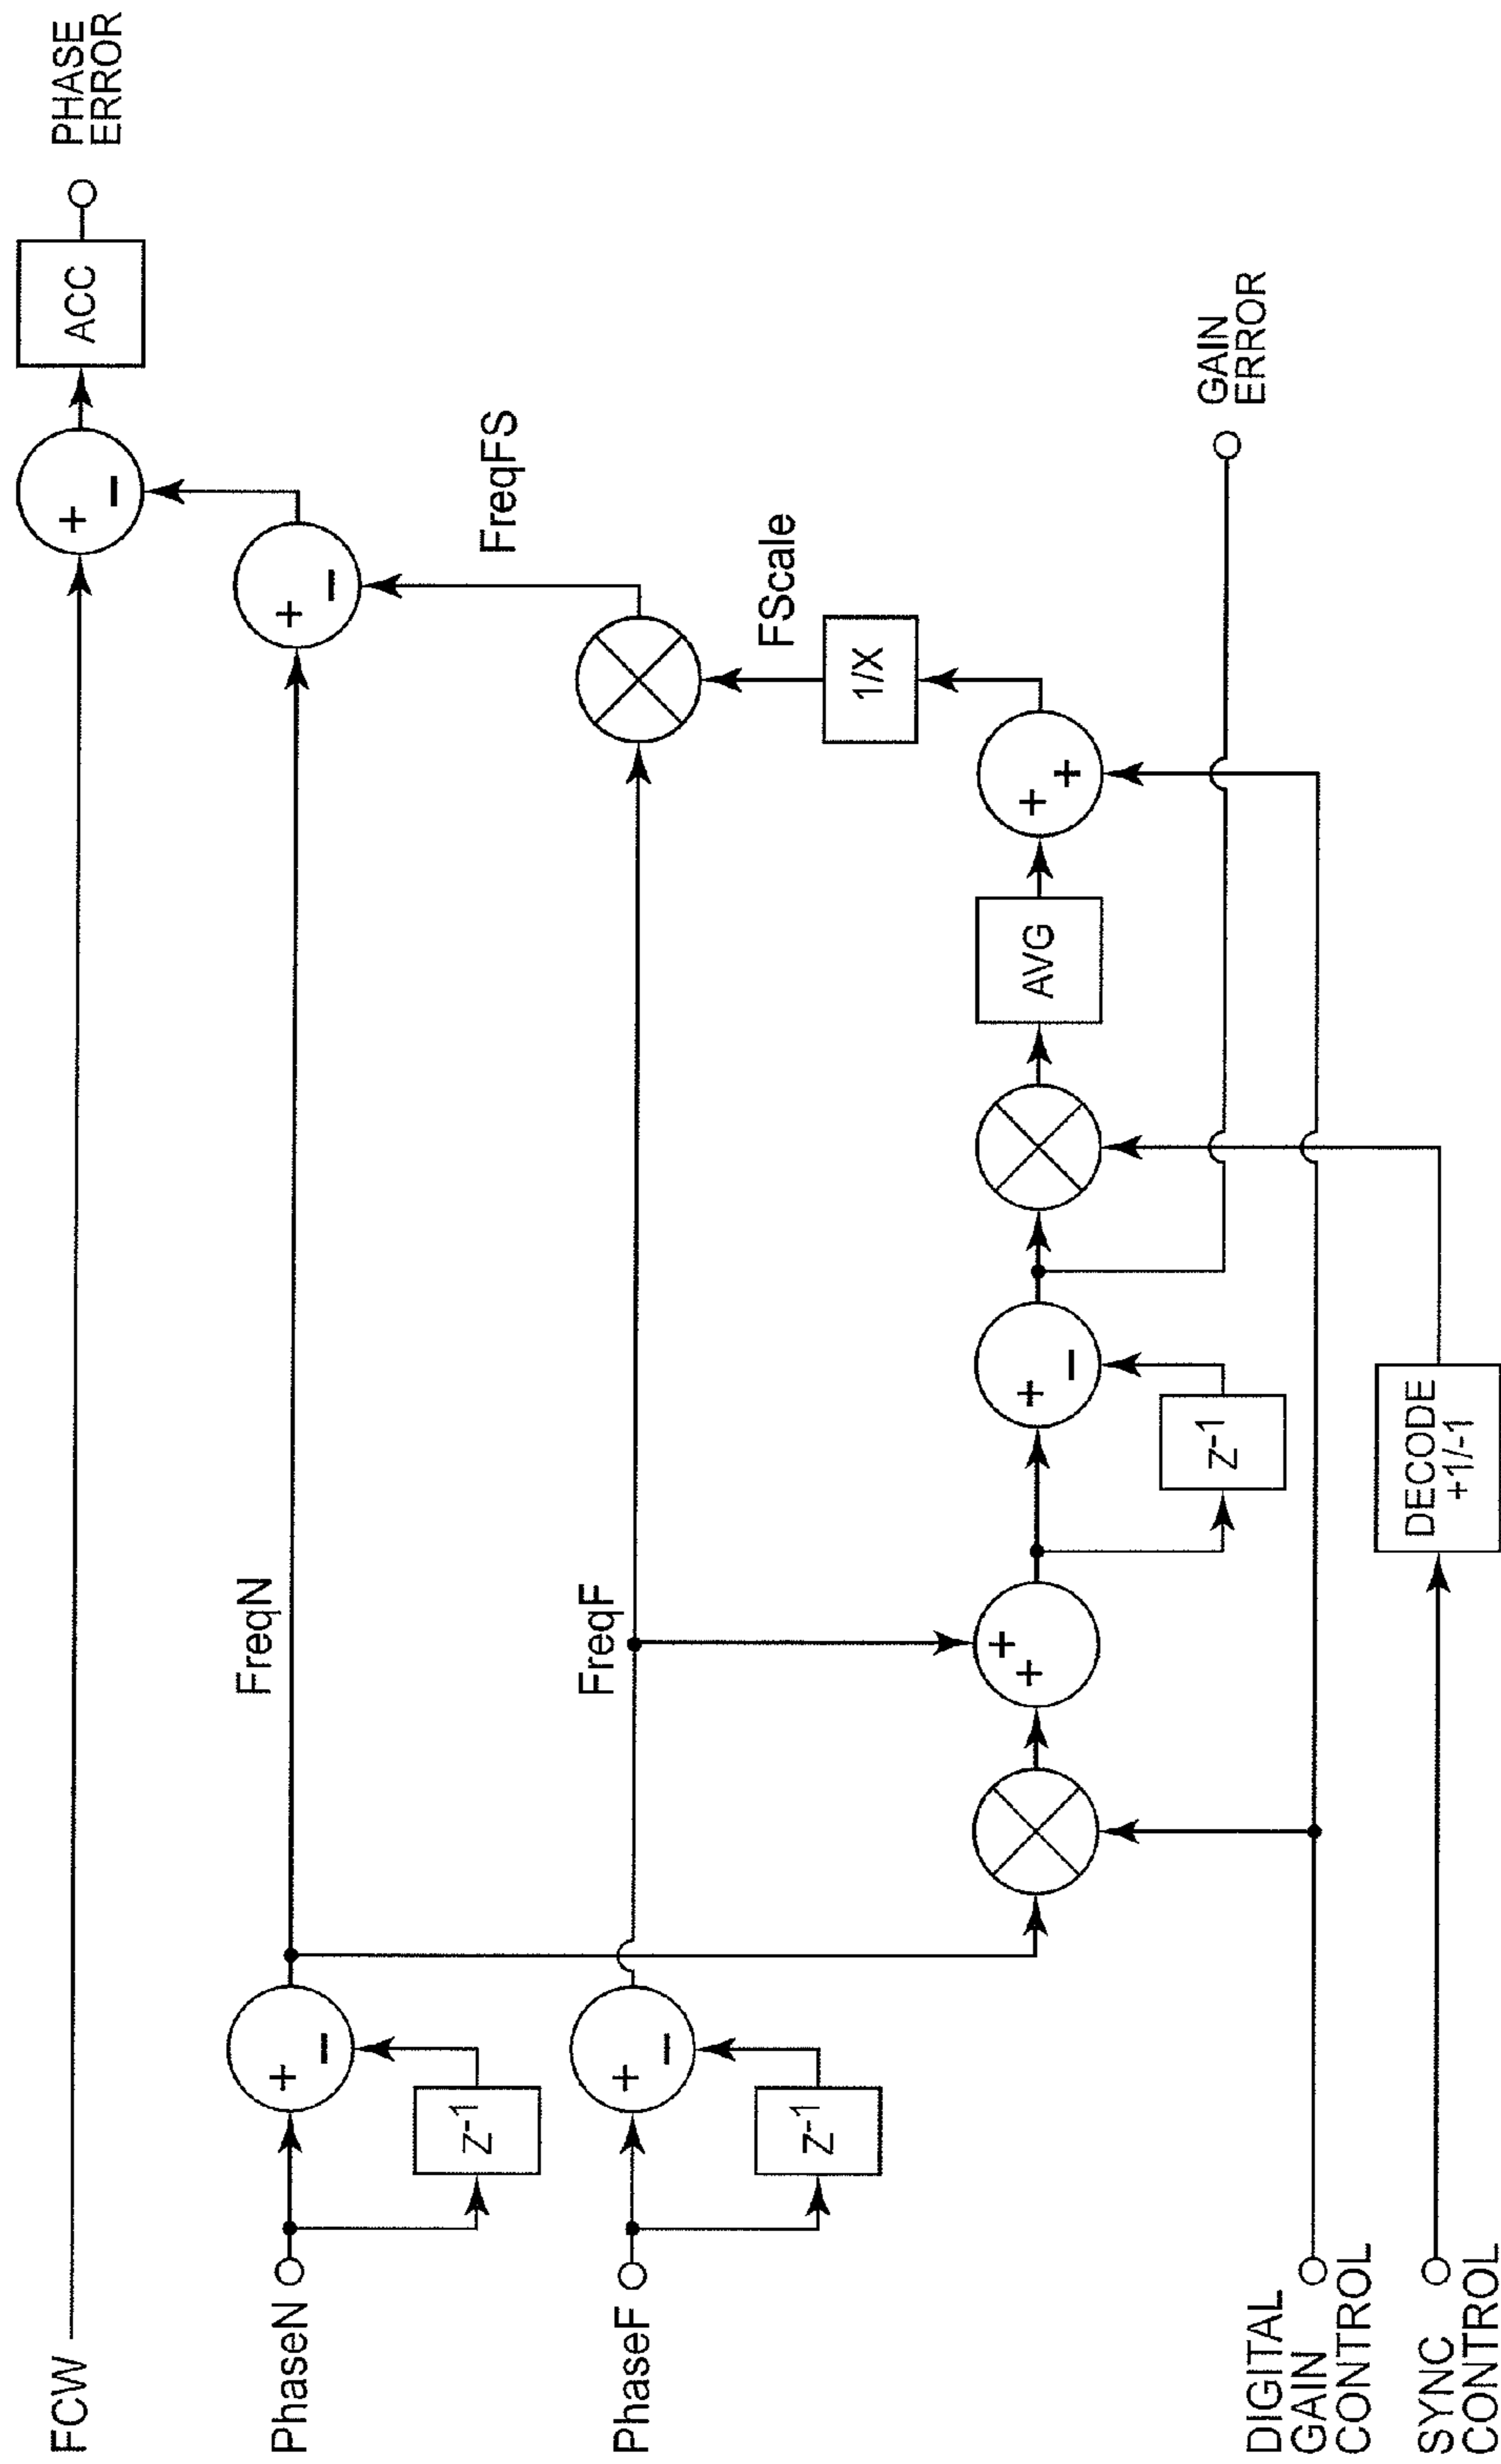 FCW
ACC
PHASE
ERROR
PhaseN
Z-1
FreqN
FreqFS
PhaseF
Z-1
FreqF
FScale
1/X
AVG
Z-1
GAIN
ERROR
DIGITAL
GAIN
CONTROL
SYNC
CONTROL
DECODE
+1/-1